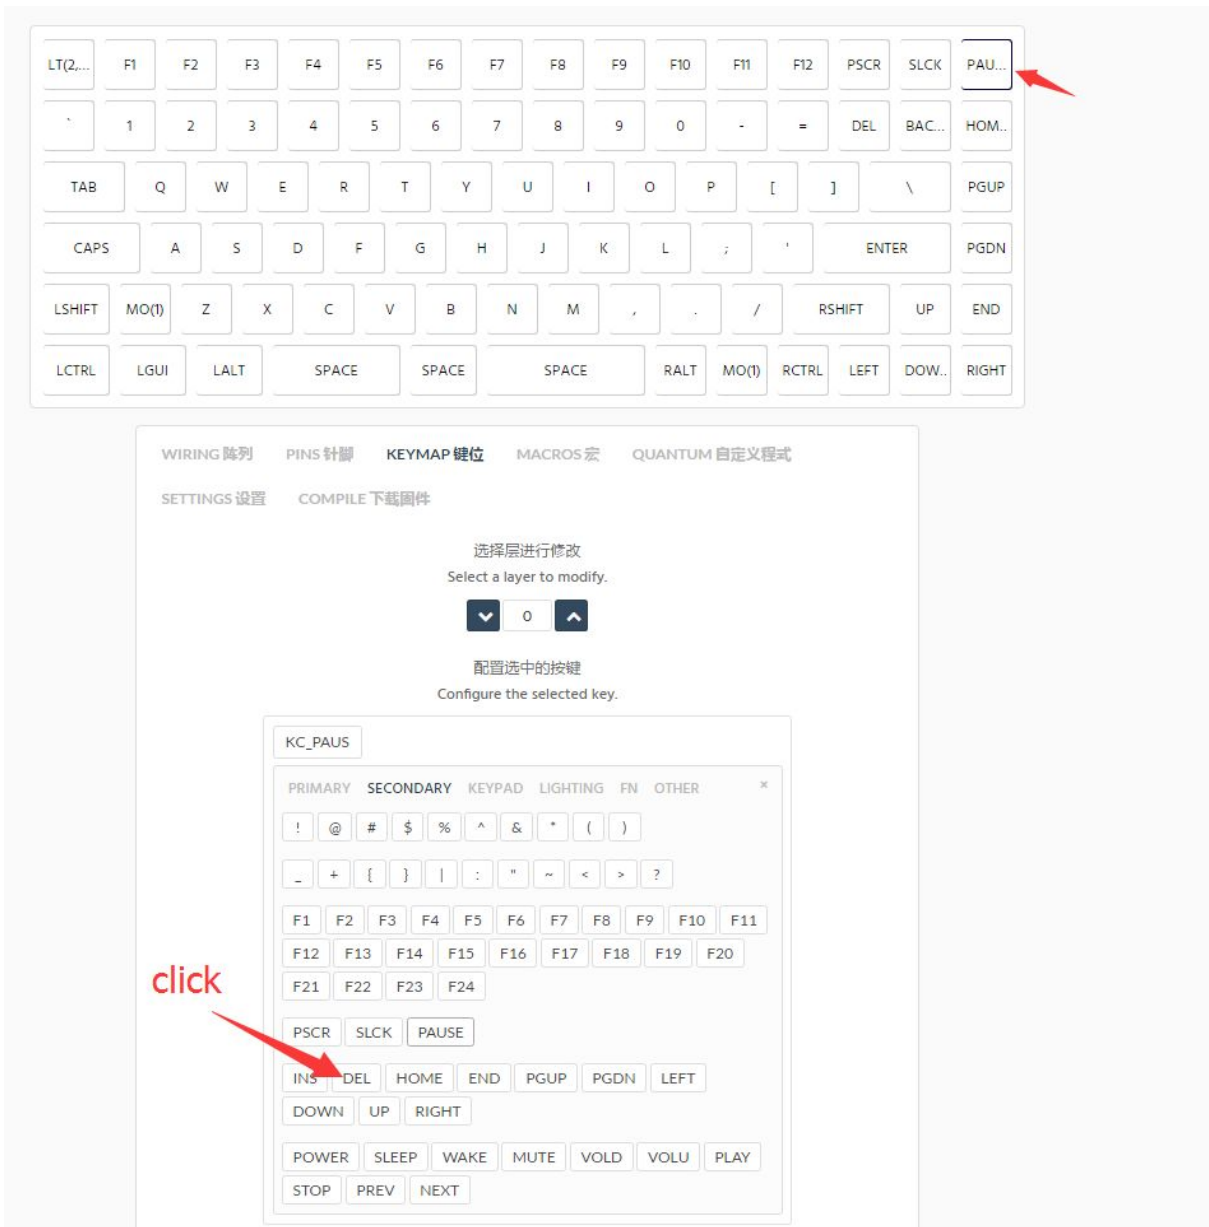 LT(2,... F1 F2 F3 F4 F5 F6 F7 F8 F9 F10 F11 F12 PSCR SLCK PAU...
` 1 2 3 4 5 6 7 8 9 0 - = DEL BAC... HOM..
TAB Q W E R T Y U I O P [ ] \ PGUP
CAPS A S D F G H J K L ; ' ENTER PGDN
LSHIFT MO(1) Z X C V B N M , . / RSHIFT UP END
LCTRL LGUI LALT SPACE SPACE SPACE RALT MO(1) RCTRL LEFT DOW.. RIGHT
WIRING 阵列 PINS 针脚 KEYMAP 键位 MACROS 宏 QUANTUM 自定义程式
SETTINGS 设置 COMPILE 下载固件
选择层进行修改
Select a layer to modify.
0
配置选中的按键
Configure the selected key.
KC_PAUS
PRIMARY SECONDARY KEYPAD LIGHTING FN OTHER ×
! @ # $ % ^ & * ( )
_ + { } | : " ~ < > ?
F1 F2 F3 F4 F5 F6 F7 F8 F9 F10 F11
F12 F13 F14 F15 F16 F17 F18 F19 F20
click
F21 F22 F23 F24
PSCR SLCK PAUSE
INS DEL HOME END PGUP PGDN LEFT
DOWN UP RIGHT
POWER SLEEP WAKE MUTE VOLD VOLU PLAY
STOP PREV NEXT